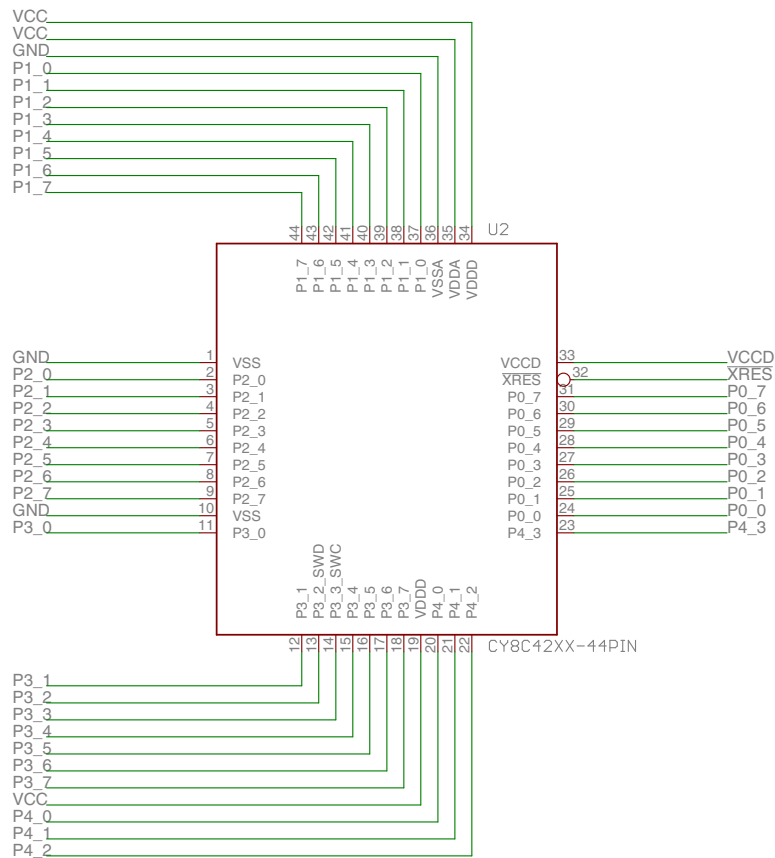 VCC
VCC
GND
P1_0
P1_1
P1_2
P1_3
P1_4
P1_5
P1_6
P1_7
44 43 42 41 40 39 38 37 36 35 34
U2
P1_7 P1_6 P1_5 P1_4 P1_3 P1_2 P1_1 P1_0 VSSA VDDA VDDD
GND 1 VSS VCCD 33 VCCD
P2_0 2 P2_0 XRES 32 XRES
P2_1 3 P2_1 P0_7 31 P0_7
P2_2 4 P2_2 P0_6 30 P0_6
P2_3 5 P2_3 P0_5 29 P0_5
P2_4 6 P2_4 P0_4 28 P0_4
P2_5 7 P2_5 P0_3 27 P0_3
P2_6 8 P2_6 P0_2 26 P0_2
P2_7 9 P2_7 P0_1 25 P0_1
GND 10 VSS P0_0 24 P0_0
P3_0 11 P3_0 P4_3 23 P4_3
P3_1 P3_2_SWD P3_3_SWC P3_4 P3_5 P3_6 P3_7 VDDD P4_0 P4_1 P4_2
12 13 14 15 16 17 18 19 20 21 22
CY8C42XX-44PIN
P3_1
P3_2
P3_3
P3_4
P3_5
P3_6
P3_7
VCC
P4_0
P4_1
P4_2